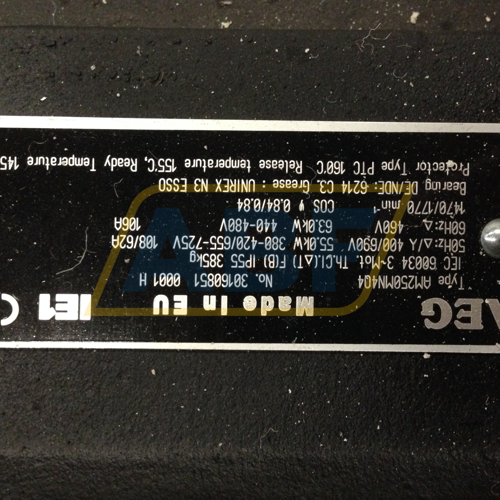 AEG Made In EU IE1
Type AM250MN4Q4 No. 30160851 0001 H
IEC 60034 3~Mot. Th.Cl.(ΔT) F(B) IP55 385kg
50Hz Δ/⅄ 400/690V 55.0kW 380-420/655-725V 108/62A
60Hz Δ 460V 63.0kW 440-480V 106A
1470/1770 min⁻¹ COS φ 0.84/0.84
Bearing DE/NDE: 6214 C3. Grease : UNIREX N3 ESSO
Protector Type PTC 160°C Release temperature 155°C, Ready Temperature 145